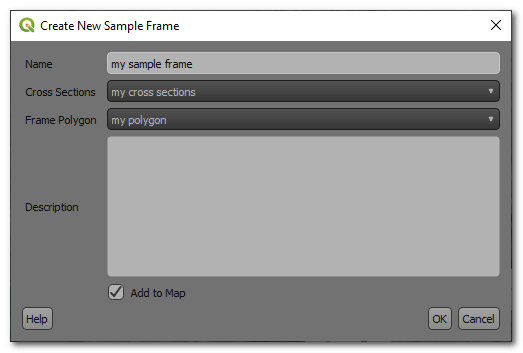 Create New Sample Frame
Name my sample frame
Cross Sections my cross sections
Frame Polygon my polygon
Description
Add to Map
Help OK Cancel